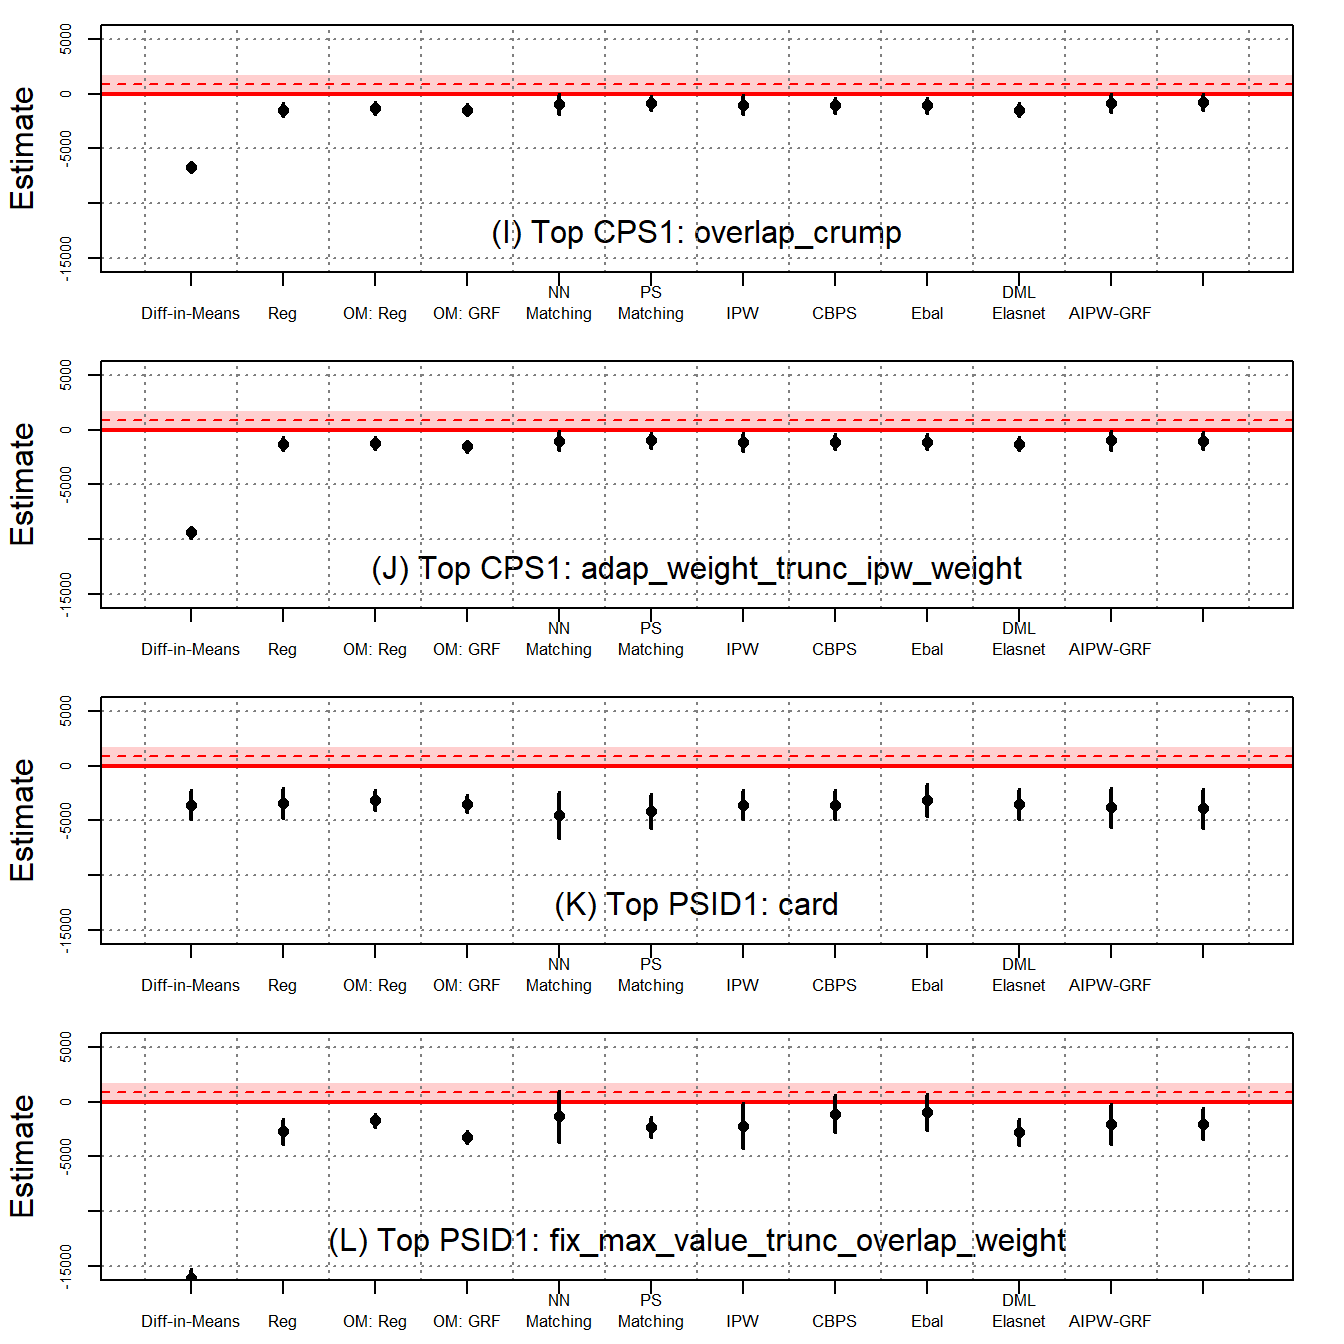 Estimate
5000
0
-5000
-15000
(I) Top CPS1: overlap_crump
NN PS DML
Diff-in-Means Reg OM: Reg OM: GRF Matching Matching IPW CBPS Ebal Elasnet AIPW-GRF
Estimate
5000
0
-5000
-15000
(J) Top CPS1: adap_weight_trunc_ipw_weight
NN PS DML
Diff-in-Means Reg OM: Reg OM: GRF Matching Matching IPW CBPS Ebal Elasnet AIPW-GRF
Estimate
5000
0
-5000
-15000
(K) Top PSID1: card
NN PS DML
Diff-in-Means Reg OM: Reg OM: GRF Matching Matching IPW CBPS Ebal Elasnet AIPW-GRF
Estimate
5000
0
-5000
-15000
(L) Top PSID1: fix_max_value_trunc_overlap_weight
NN PS DML
Diff-in-Means Reg OM: Reg OM: GRF Matching Matching IPW CBPS Ebal Elasnet AIPW-GRF